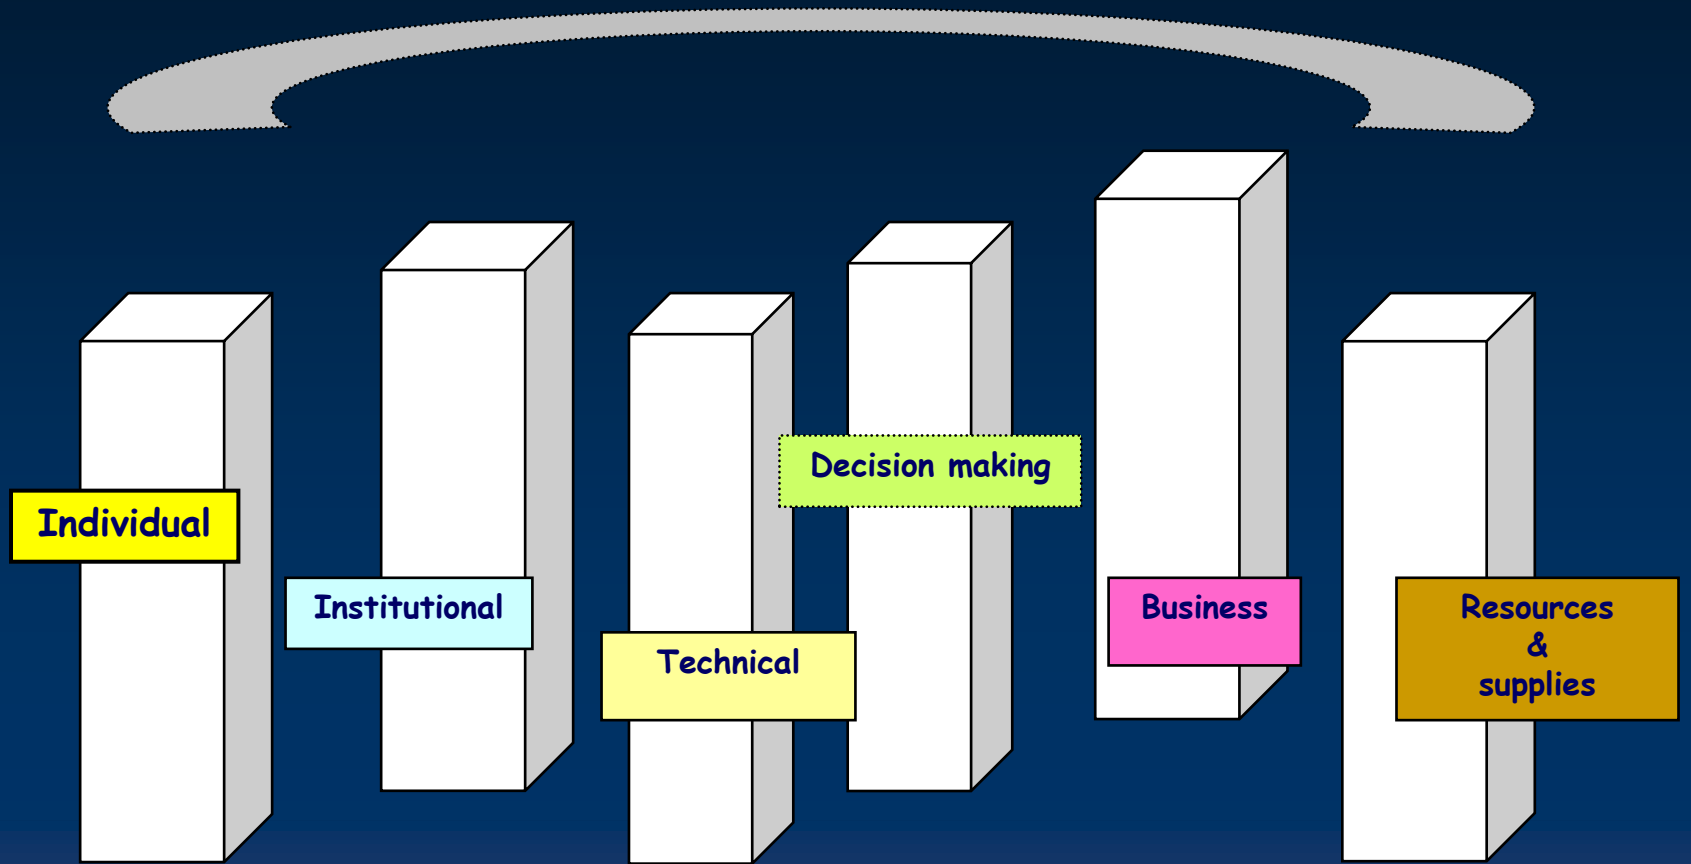 Individual
Institutional
Technical
Decision making
Business
Resources
&
supplies